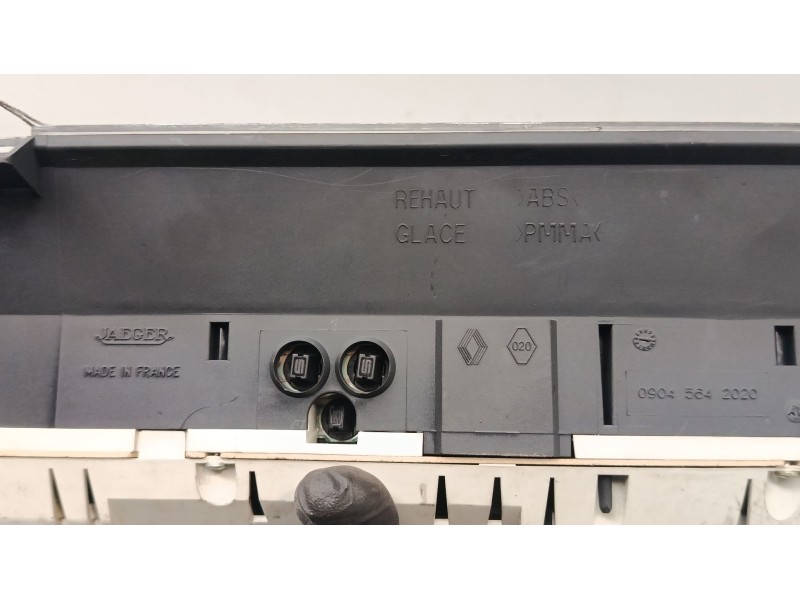 REHAUT >ABS<
GLACE >PMMA<
JAEGER
MADE IN FRANCE
020
0904 564 2020